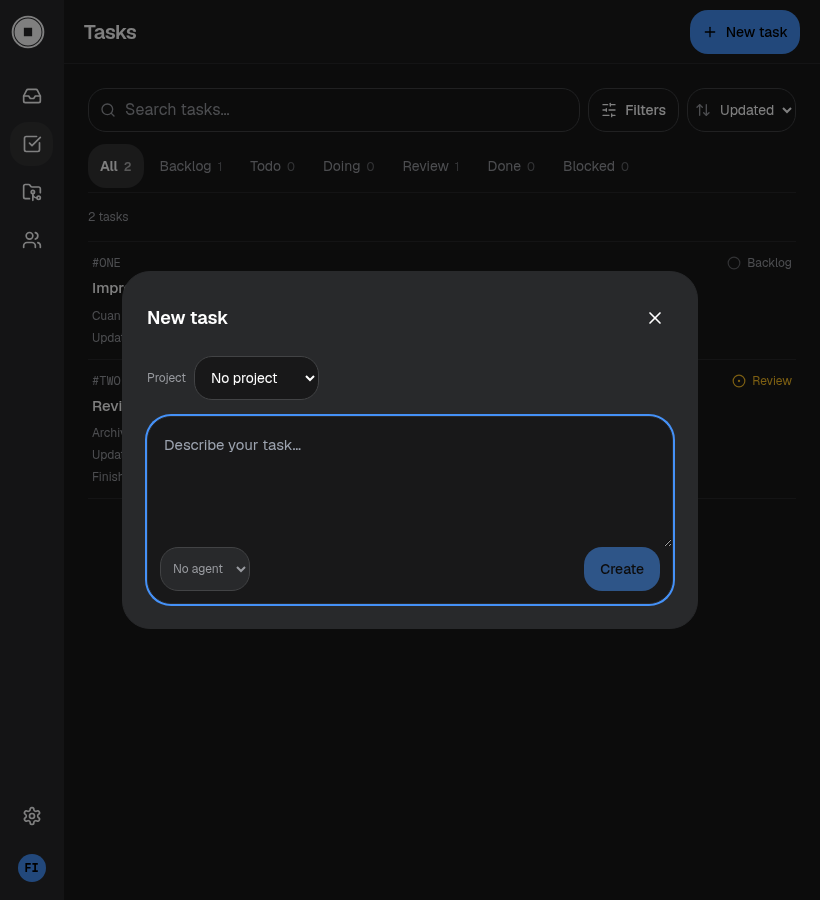 Tasks
New task
Search tasks...
Filters
Updated
All 2
Backlog 1
Todo 0
Doing 0
Review 1
Done 0
Blocked 0
2 tasks
#ONE
Backlog
#TWO
Review
New task
Project
No project
Describe your task...
No agent
Create
FI